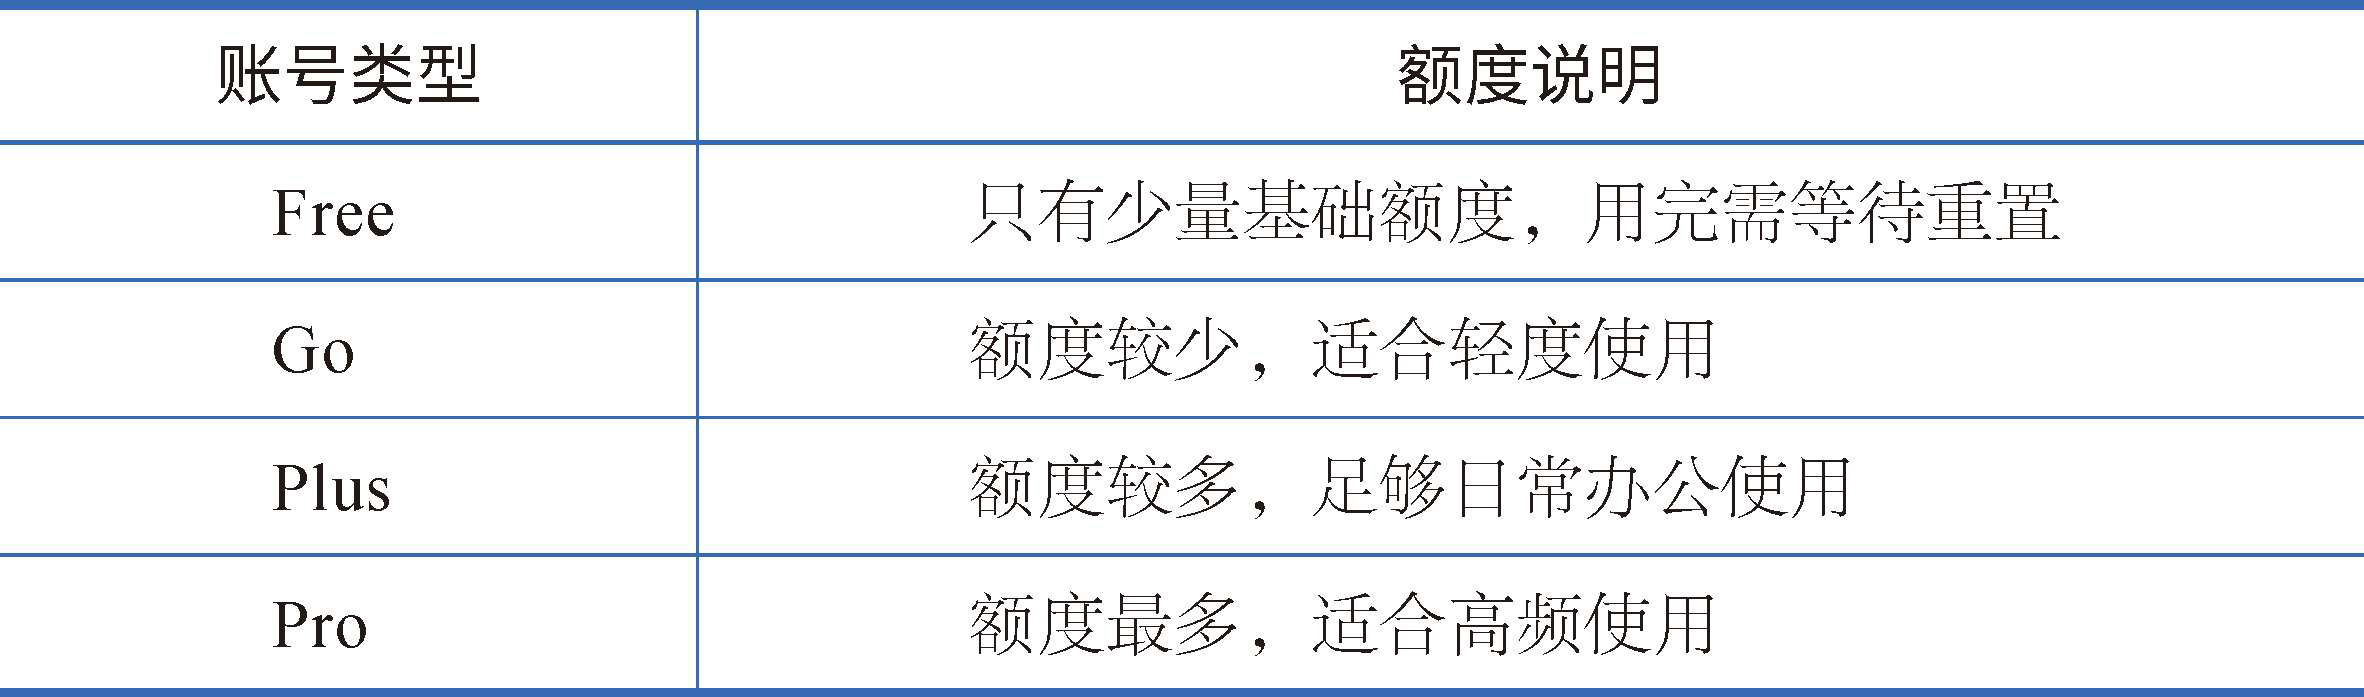 账号类型 额度说明
Free 只有少量基础额度，用完需等待重置
Go 额度较少，适合轻度使用
Plus 额度较多，足够日常办公使用
Pro 额度最多，适合高频使用